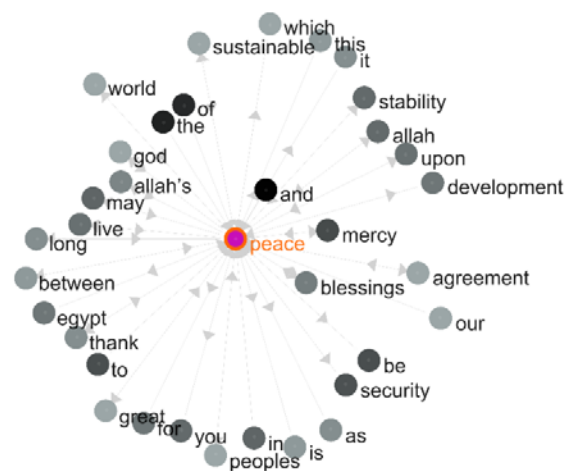 which
sustainable
this
it
world
stability
of
the
allah
upon
god
allah's
development
and
may
live
mercy
long
peace
agreement
between
blessings
egypt
our
thank
be
to
security
great
for
you
as
in
is
peoples